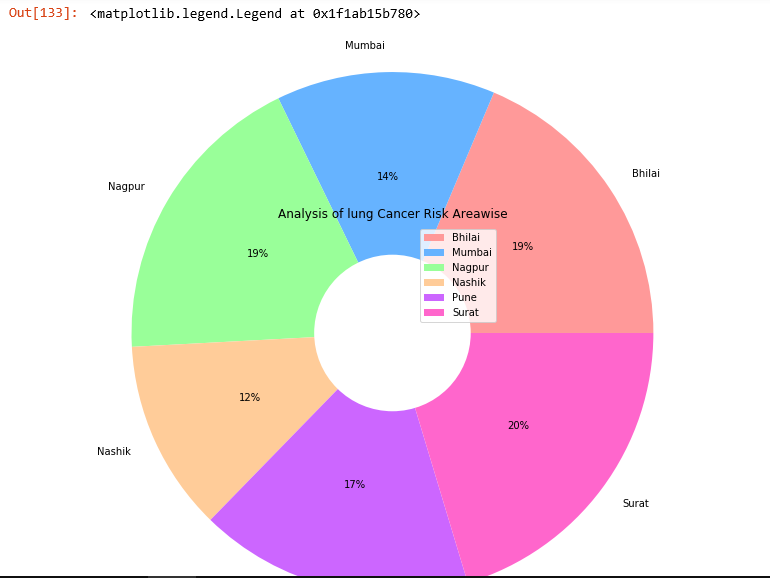 Out[133]: <matplotlib.legend.Legend at 0x1f1ab15b780>
Mumbai
Bhilai
Nagpur
14%
Analysis of lung Cancer Risk Areawise
19%
19%
Bhilai
Mumbai
Nagpur
Nashik
Pune
Surat
12%
20%
Nashik
17%
Surat